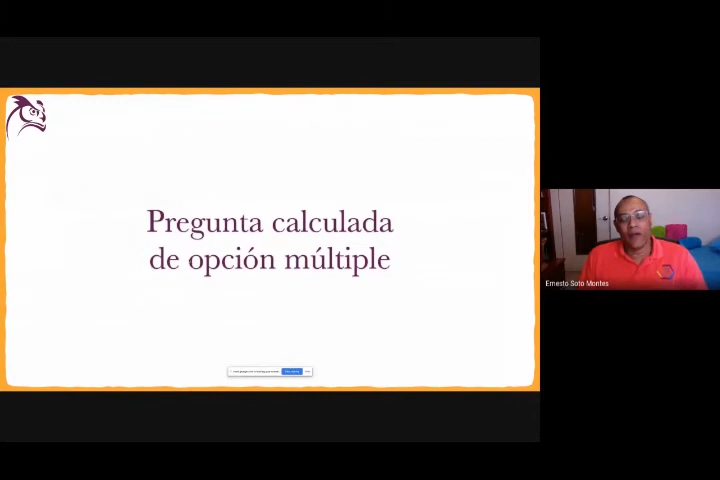 Pregunta calculada
de opción múltiple
Ernesto Soto Montes